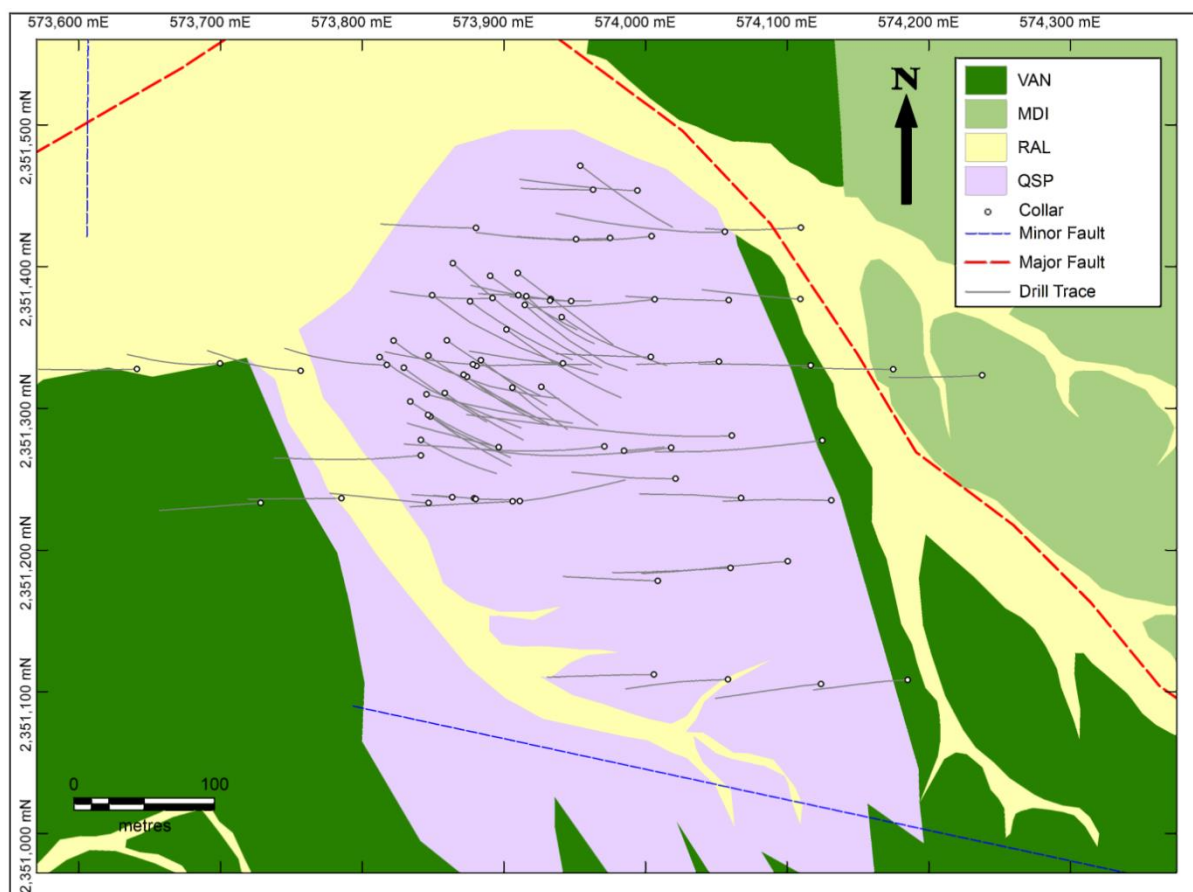 573,600 mE 573,700 mE 573,800 mE 573,900 mE 574,000 mE 574,100 mE 574,200 mE 574,300 mE
2,351,500 mN
2,351,400 mN
2,351,300 mN
2,351,200 mN
2,351,100 mN
2,351,000 mN
N
VAN
MDI
RAL
QSP
Collar
Minor Fault
Major Fault
Drill Trace
0 100
metres